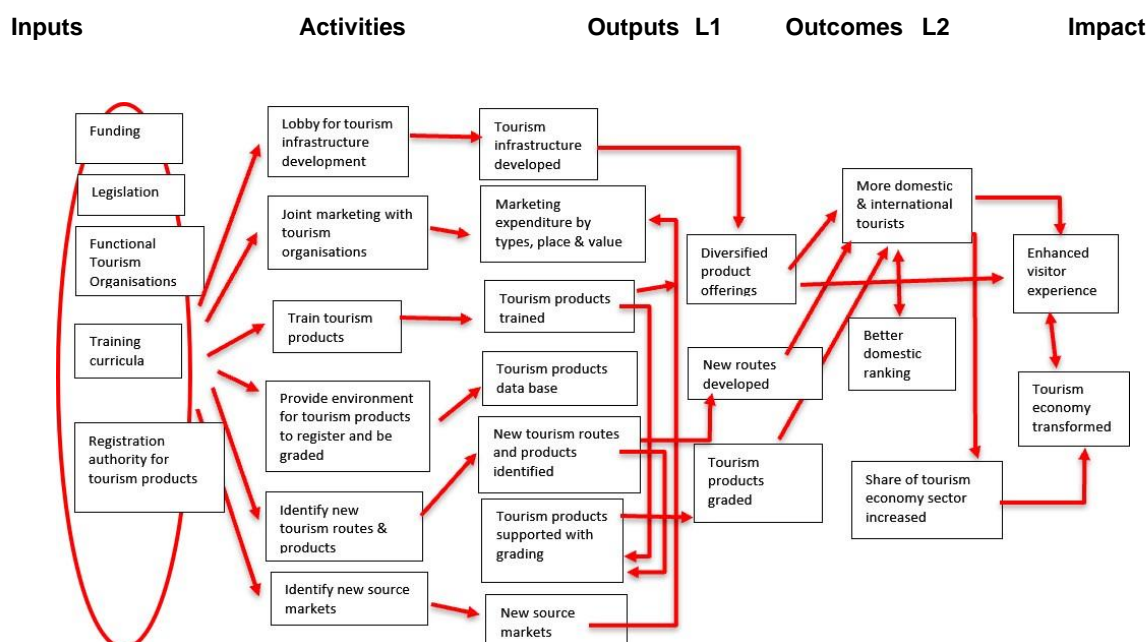 Inputs Activities Outputs L1 Outcomes L2 Impact
Funding
Legislation
Functional
Tourism
Organisations
Training
curricula
Registration
authority for
tourism products
Lobby for tourism
infrastructure
development
Joint marketing with
tourism
organisations
Train tourism
products
Provide environment
for tourism products
to register and be
graded
Identify new
tourism routes &
products
Identify new source
markets
Tourism
infrastructure
developed
Marketing
expenditure by
types, place & value
Tourism products
trained
Tourism products
data base
New tourism routes
and products
identified
Tourism products
supported with
grading
New source
markets
Diversified
product
offerings
New routes
developed
Tourism
products
graded
More domestic
& international
tourists
Better
domestic
ranking
Share of tourism
economy sector
increased
Enhanced
visitor
experience
Tourism
economy
transformed